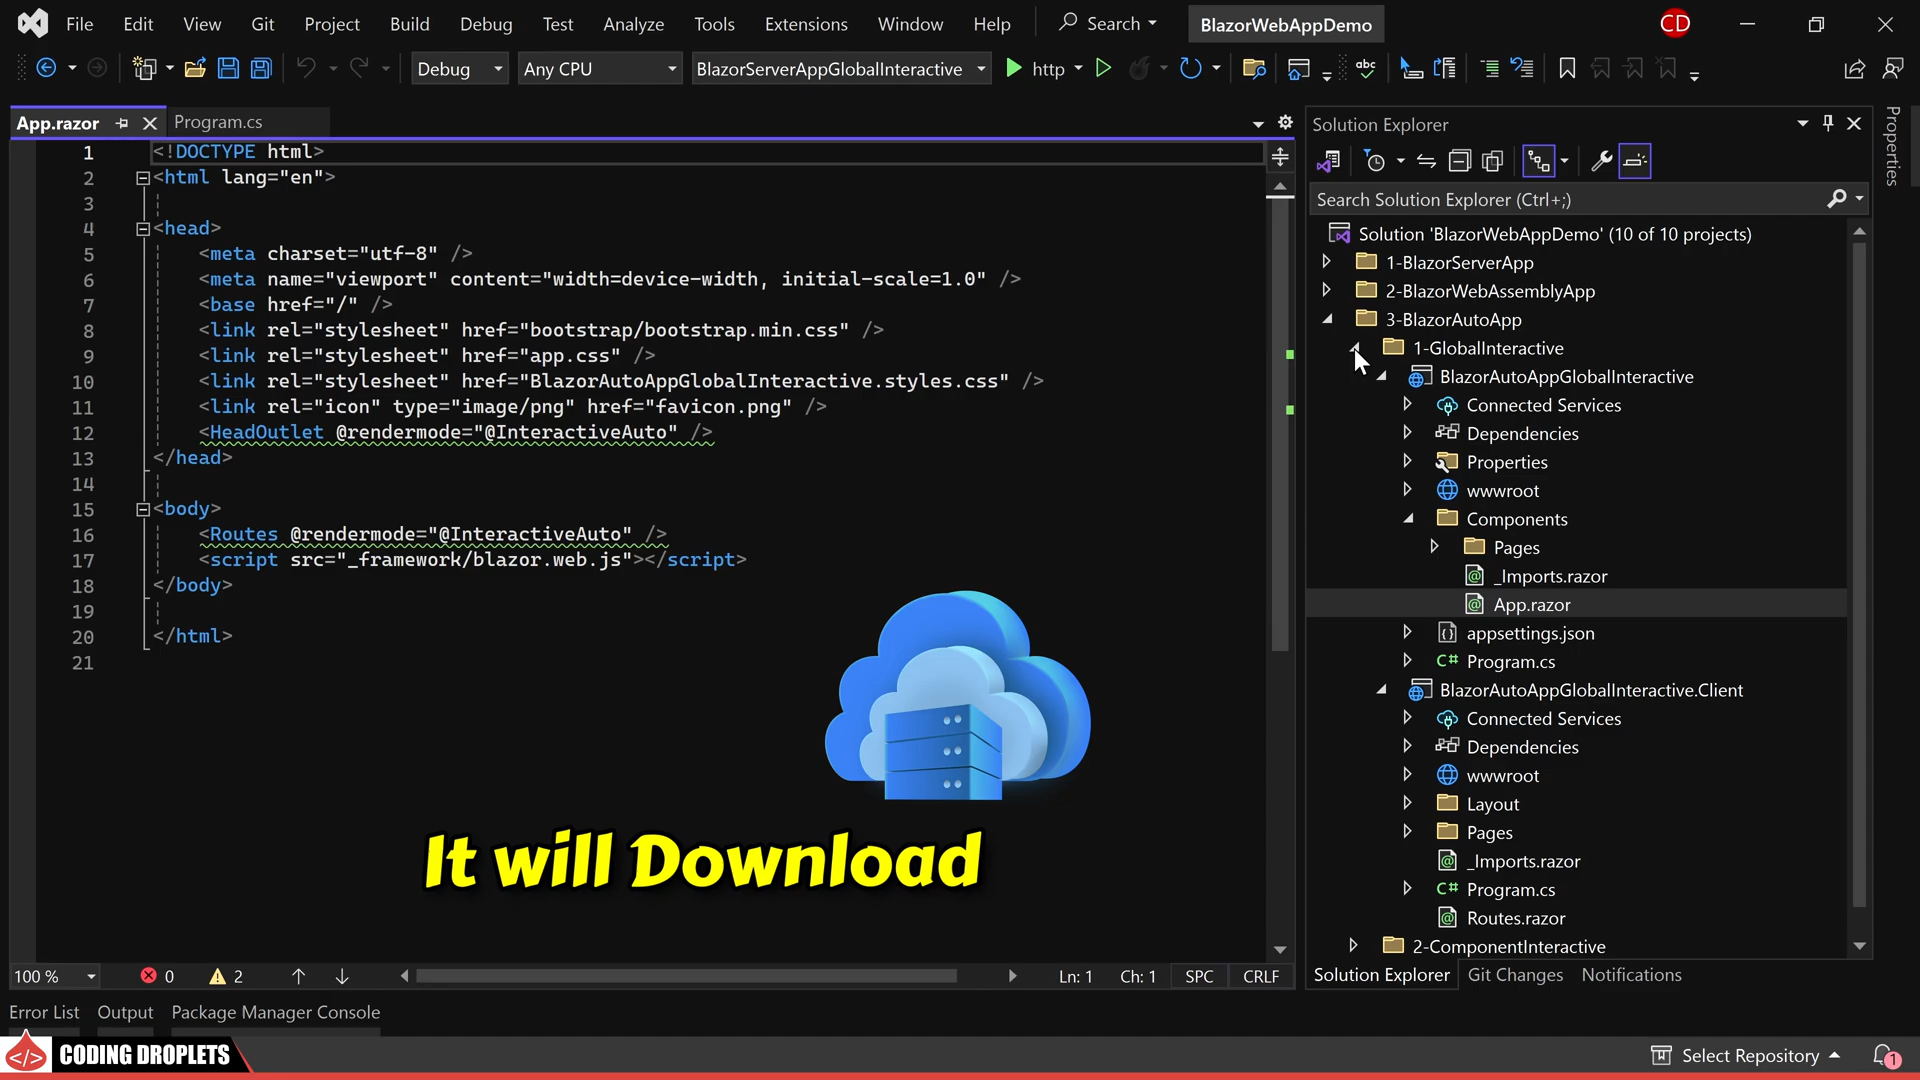 File Edit View Git Project Build Debug Test Analyze Tools Extensions Window Help Search BlazorWebAppDemo CD
Debug Any CPU BlazorServerAppGlobalInteractive http abc
App.razor Program.cs
1 <!DOCTYPE html>
2 <html lang="en">
3
4 <head>
5 <meta charset="utf-8" />
6 <meta name="viewport" content="width=device-width, initial-scale=1.0" />
7 <base href="/" />
8 <link rel="stylesheet" href="bootstrap/bootstrap.min.css" />
9 <link rel="stylesheet" href="app.css" />
10 <link rel="stylesheet" href="BlazorAutoAppGlobalInteractive.styles.css" />
11 <link rel="icon" type="image/png" href="favicon.png" />
12 <HeadOutlet @rendermode="@InteractiveAuto" />
13 </head>
14
15 <body>
16 <Routes @rendermode="@InteractiveAuto" />
17 <script src="_framework/blazor.web.js"></script>
18 </body>
19
20 </html>
21
It will Download
100 % 0 2 Ln: 1 Ch: 1 SPC CRLF
Solution Explorer
Search Solution Explorer (Ctrl+;)
Solution 'BlazorWebAppDemo' (10 of 10 projects)
1-BlazorServerApp
2-BlazorWebAssemblyApp
3-BlazorAutoApp
1-GlobalInteractive
BlazorAutoAppGlobalInteractive
Connected Services
Dependencies
Properties
wwwroot
Components
Pages
_Imports.razor
App.razor
appsettings.json
C# Program.cs
BlazorAutoAppGlobalInteractive.Client
Connected Services
Dependencies
wwwroot
Layout
Pages
_Imports.razor
C# Program.cs
Routes.razor
2-ComponentInteractive
Solution Explorer Git Changes Notifications
Properties
Error List Output Package Manager Console
</> CODING DROPLETS
Select Repository 1